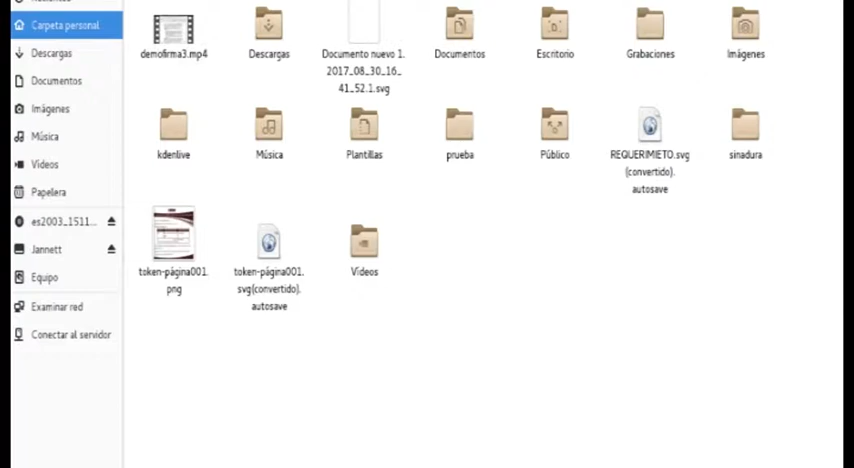 Carpeta personal
Descargas
Documentos
Imágenes
Música
Vídeos
Papelera
es2003_1511...
Jannett
Equipo
Examinar red
Conectar al servidor
demofirma3.mp4
Descargas
Documento nuevo 1.
2017_08_30_16_
41_52.1.svg
Documentos
Escritorio
Grabaciones
Imágenes
kdenlive
Música
Plantillas
prueba
Público
REQUERIMIETO.svg
(convertido).
autosave
sinadura
token-página001.
png
token-página001.
svg(convertido).
autosave
Vídeos